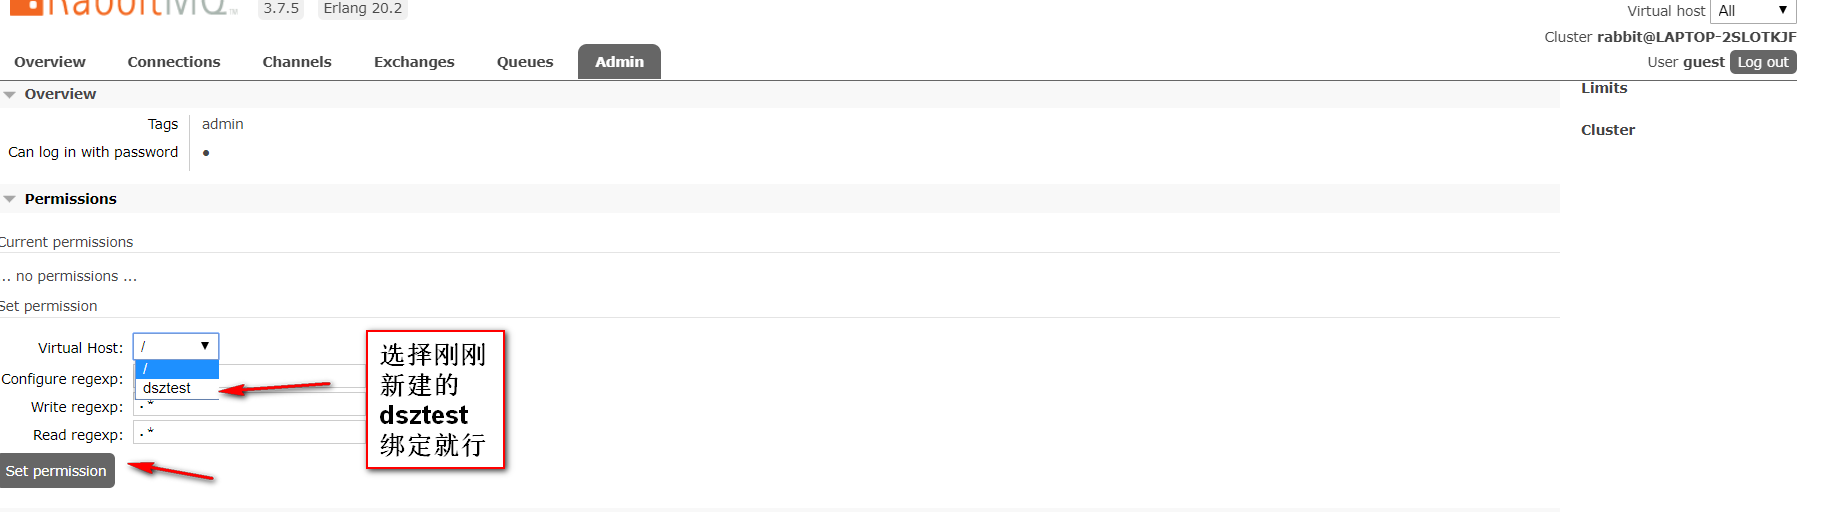 RabbitMQ™ 3.7.5 Erlang 20.2
Virtual host All
Cluster rabbit@LAPTOP-2SLOTKJF
User guest Log out
Overview Connections Channels Exchanges Queues Admin
Limits
Cluster
Overview
Tags admin
Can log in with password ●
Permissions
Current permissions
.. no permissions ...
Set permission
Virtual Host: /
/
dsztest
Configure regexp:
Write regexp: .*
Read regexp: .*
Set permission
选择刚刚
新建的
dsztest
绑定就行